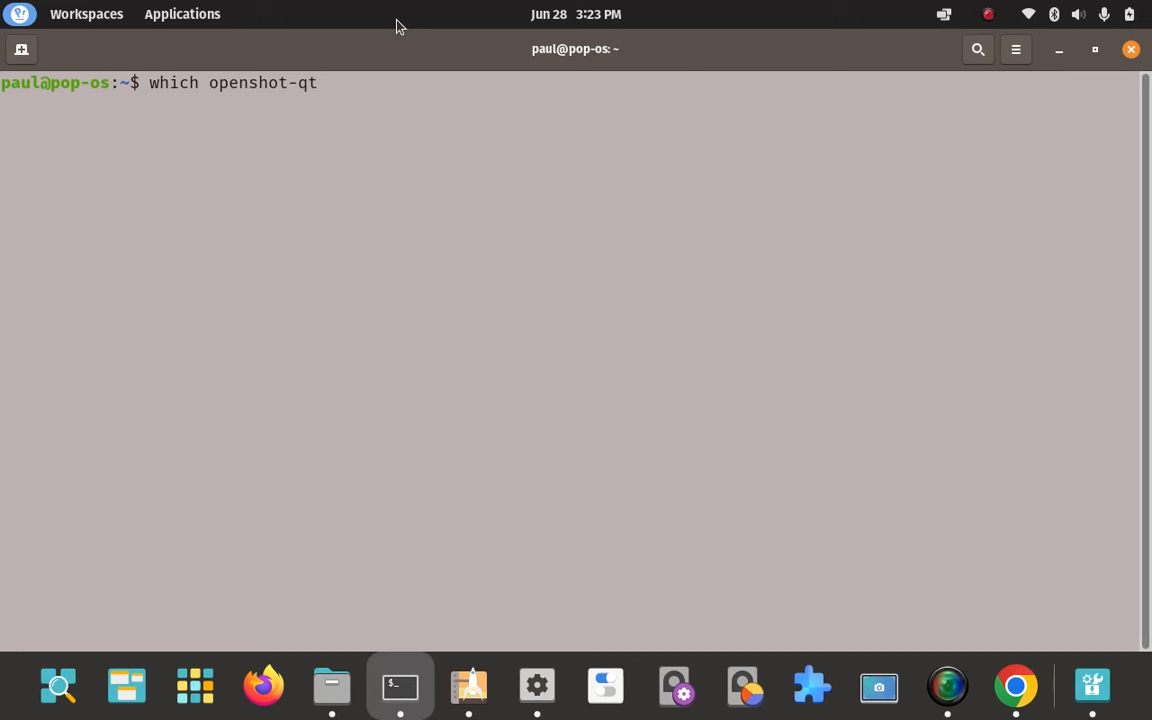 Workspaces Applications Jun 28 3:23 PM
paul@pop-os: ~
paul@pop-os:~$ which openshot-qt
$_